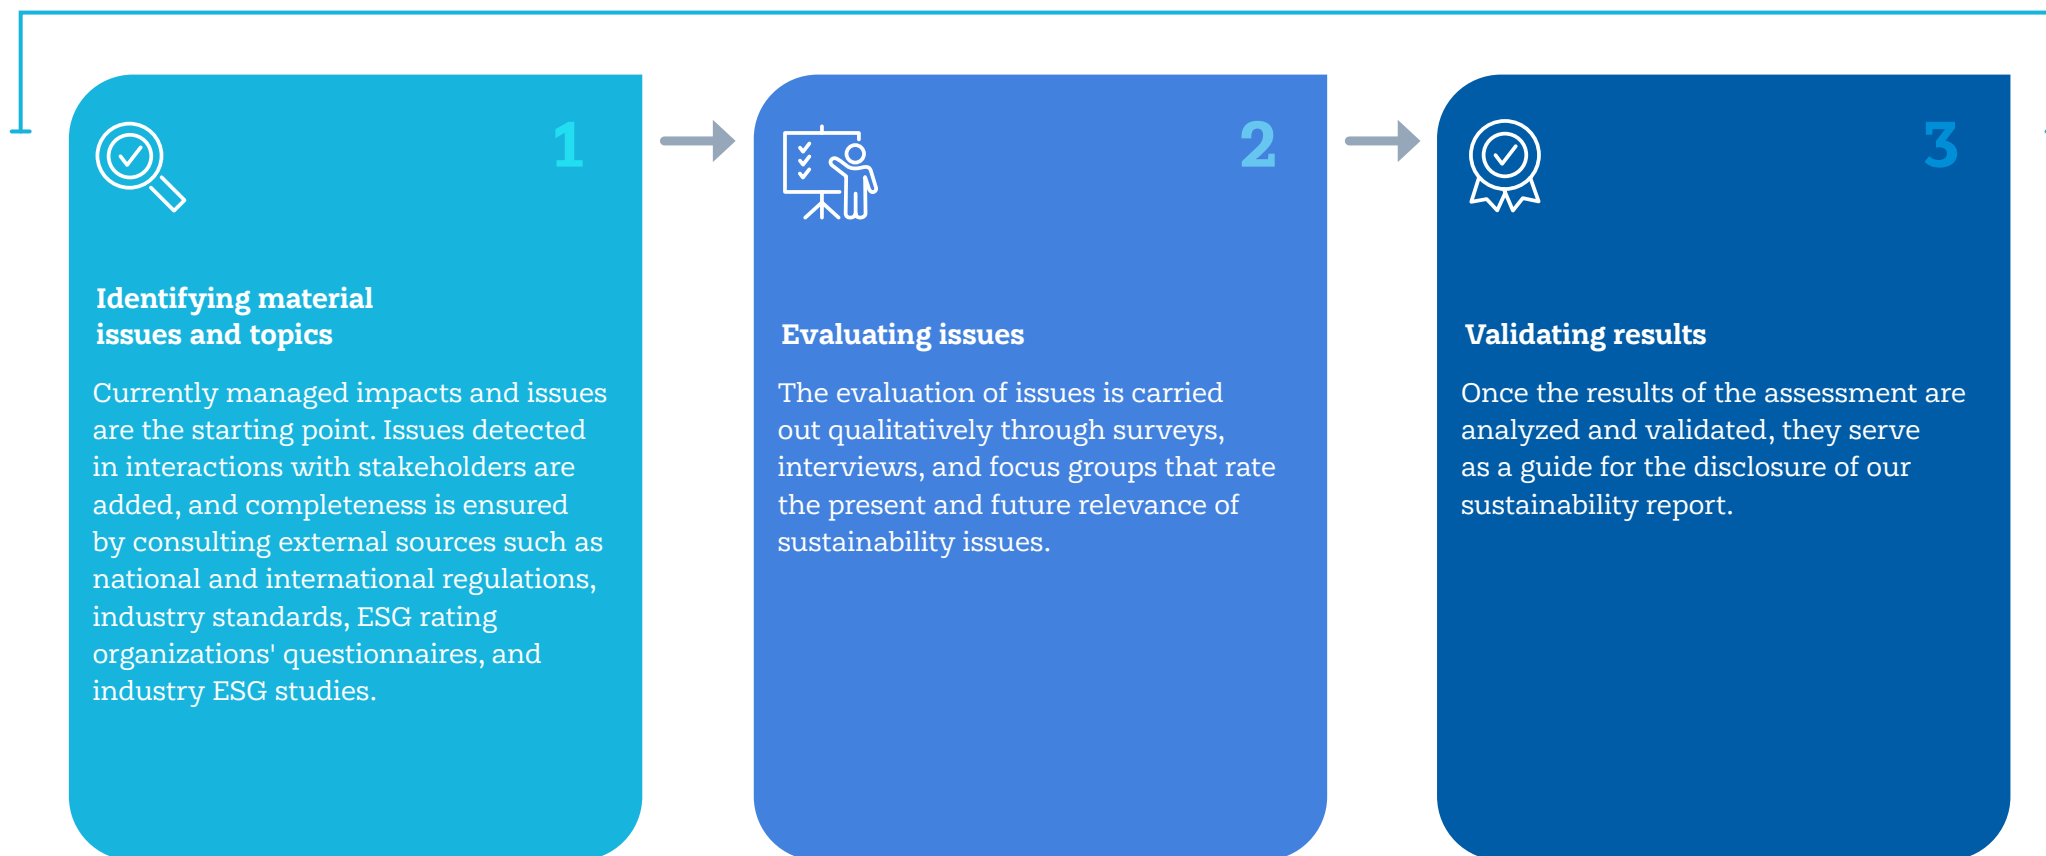 1
Identifying material
issues and topics
Currently managed impacts and issues
are the starting point. Issues detected
in interactions with stakeholders are
added, and completeness is ensured
by consulting external sources such as
national and international regulations,
industry standards, ESG rating
organizations' questionnaires, and
industry ESG studies.
2
Evaluating issues
The evaluation of issues is carried
out qualitatively through surveys,
interviews, and focus groups that rate
the present and future relevance of
sustainability issues.
3
Validating results
Once the results of the assessment are
analyzed and validated, they serve
as a guide for the disclosure of our
sustainability report.